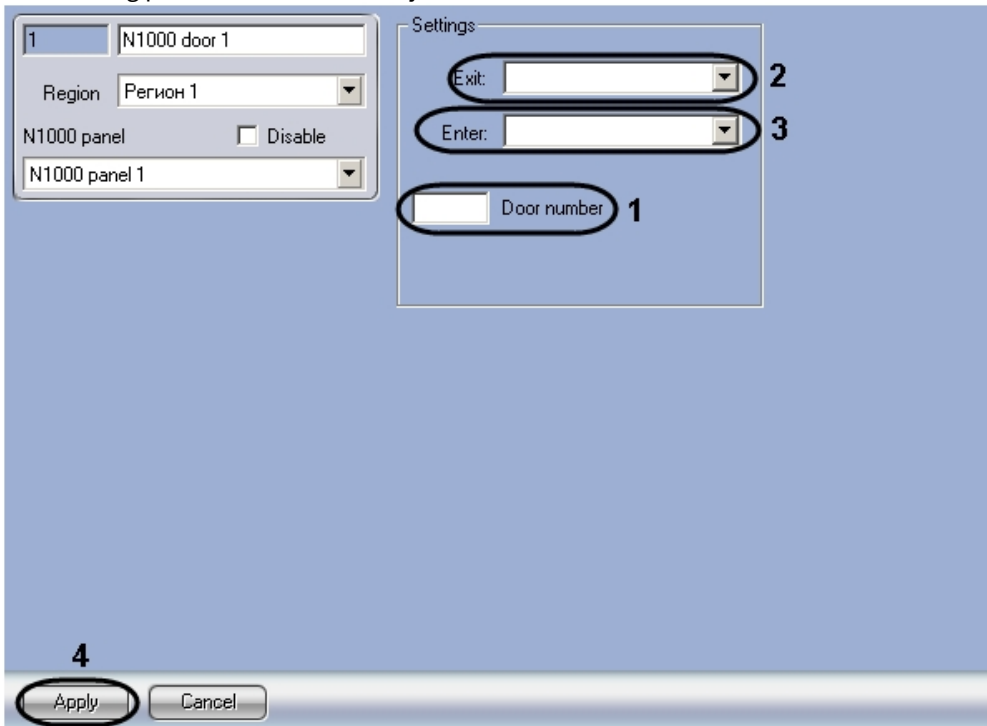 1 N1000 door 1
Region Регион 1
N1000 panel Disable
N1000 panel 1
Settings
Exit: 2
Enter: 3
Door number 1
4
Apply Cancel